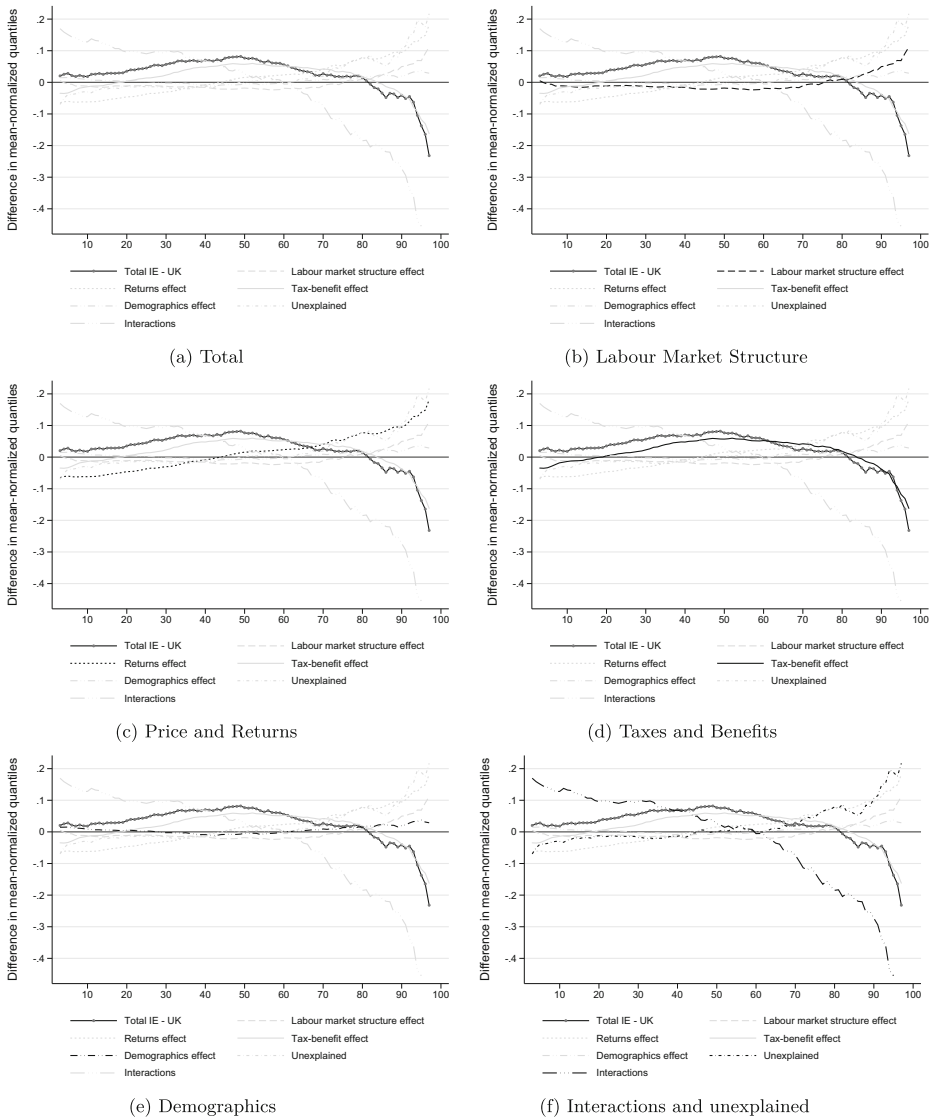 Difference in mean-normalized quantiles
.2
.1
0
-.1
-.2
-.3
-.4
10 20 30 40 50 60 70 80 90 100
Total IE - UK Labour market structure effect
Returns effect Tax-benefit effect
Demographics effect Unexplained
Interactions
(a) Total
Difference in mean-normalized quantiles
.2
.1
0
-.1
-.2
-.3
-.4
10 20 30 40 50 60 70 80 90 100
Total IE - UK Labour market structure effect
Returns effect Tax-benefit effect
Demographics effect Unexplained
Interactions
(b) Labour Market Structure
Difference in mean-normalized quantiles
.2
.1
0
-.1
-.2
-.3
-.4
10 20 30 40 50 60 70 80 90 100
Total IE - UK Labour market structure effect
Returns effect Tax-benefit effect
Demographics effect Unexplained
Interactions
(c) Price and Returns
Difference in mean-normalized quantiles
.2
.1
0
-.1
-.2
-.3
-.4
10 20 30 40 50 60 70 80 90 100
Total IE - UK Labour market structure effect
Returns effect Tax-benefit effect
Demographics effect Unexplained
Interactions
(d) Taxes and Benefits
Difference in mean-normalized quantiles
.2
.1
0
-.1
-.2
-.3
-.4
10 20 30 40 50 60 70 80 90 100
Total IE - UK Labour market structure effect
Returns effect Tax-benefit effect
Demographics effect Unexplained
Interactions
(e) Demographics
Difference in mean-normalized quantiles
.2
.1
0
-.1
-.2
-.3
-.4
10 20 30 40 50 60 70 80 90 100
Total IE - UK Labour market structure effect
Returns effect Tax-benefit effect
Demographics effect Unexplained
Interactions
(f) Interactions and unexplained